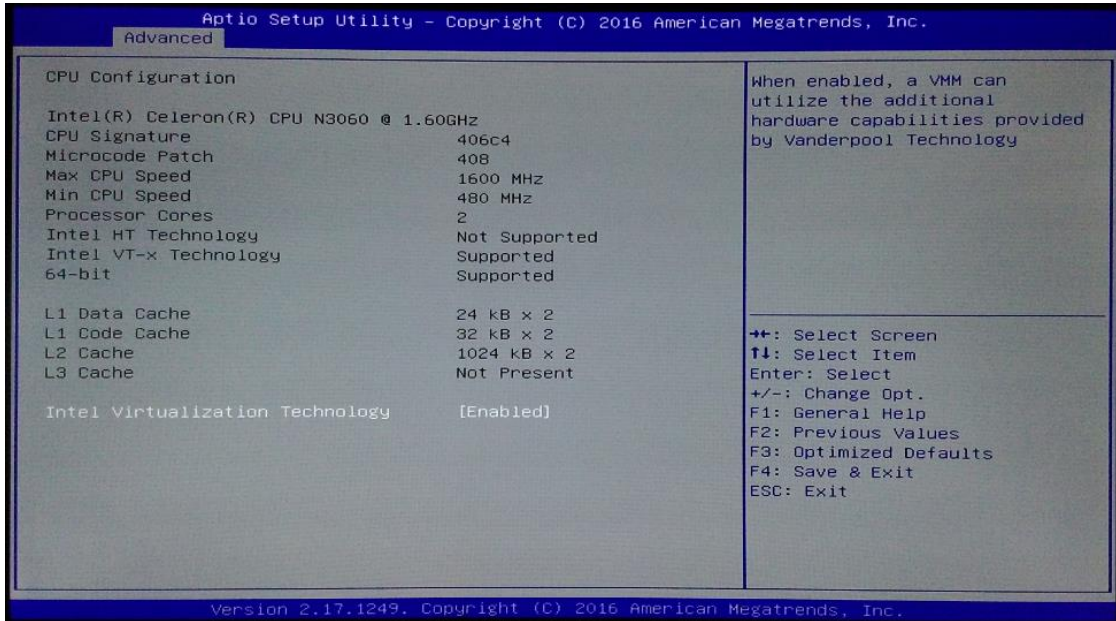 Aptio Setup Utility – Copyright (C) 2016 American Megatrends, Inc.
Advanced
CPU Configuration
Intel(R) Celeron(R) CPU N3060 @ 1.60GHz
CPU Signature 406c4
Microcode Patch 408
Max CPU Speed 1600 MHz
Min CPU Speed 480 MHz
Processor Cores 2
Intel HT Technology Not Supported
Intel VT-x Technology Supported
64-bit Supported
L1 Data Cache 24 kB x 2
L1 Code Cache 32 kB x 2
L2 Cache 1024 kB x 2
L3 Cache Not Present
Intel Virtualization Technology [Enabled]
When enabled, a VMM can
utilize the additional
hardware capabilities provided
by Vanderpool Technology
→←: Select Screen
↑↓: Select Item
Enter: Select
+/-: Change Opt.
F1: General Help
F2: Previous Values
F3: Optimized Defaults
F4: Save & Exit
ESC: Exit
Version 2.17.1249. Copyright (C) 2016 American Megatrends, Inc.